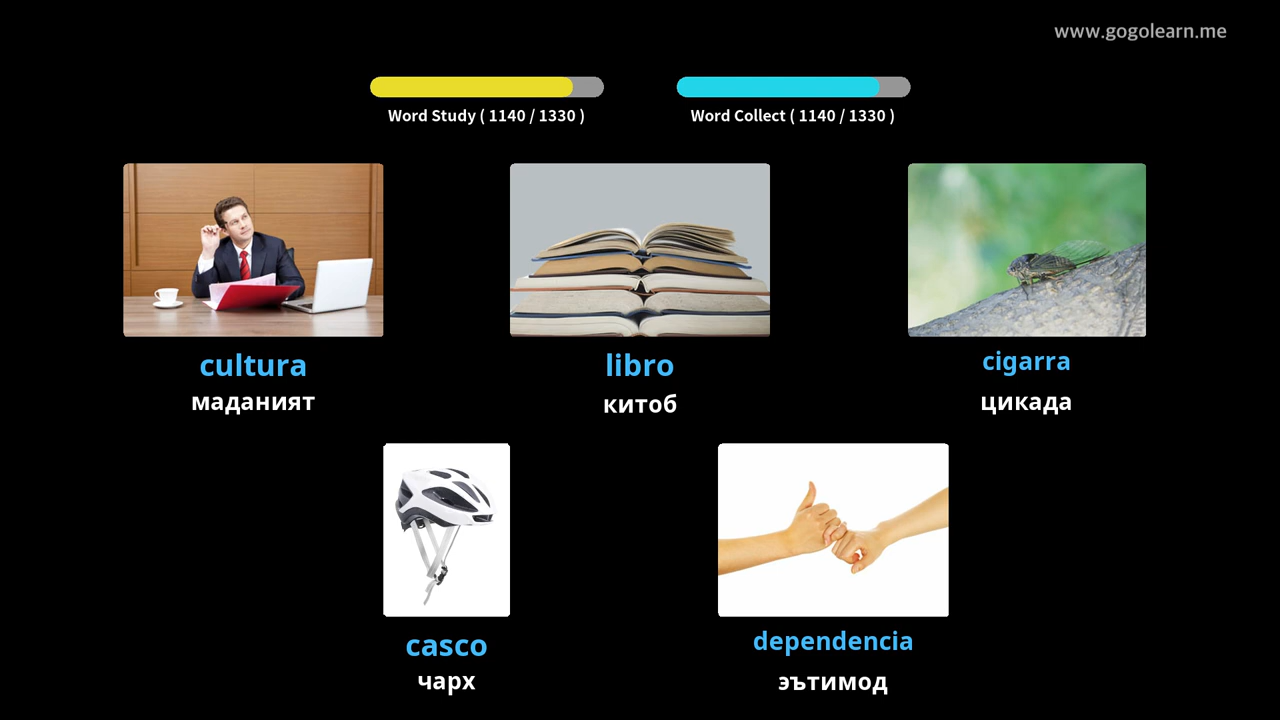 www.gogolearn.me
Word Study ( 1140 / 1330 )
Word Collect ( 1140 / 1330 )
cultura
маданият
libro
китоб
cigarra
цикада
casco
чарх
dependencia
эътимод